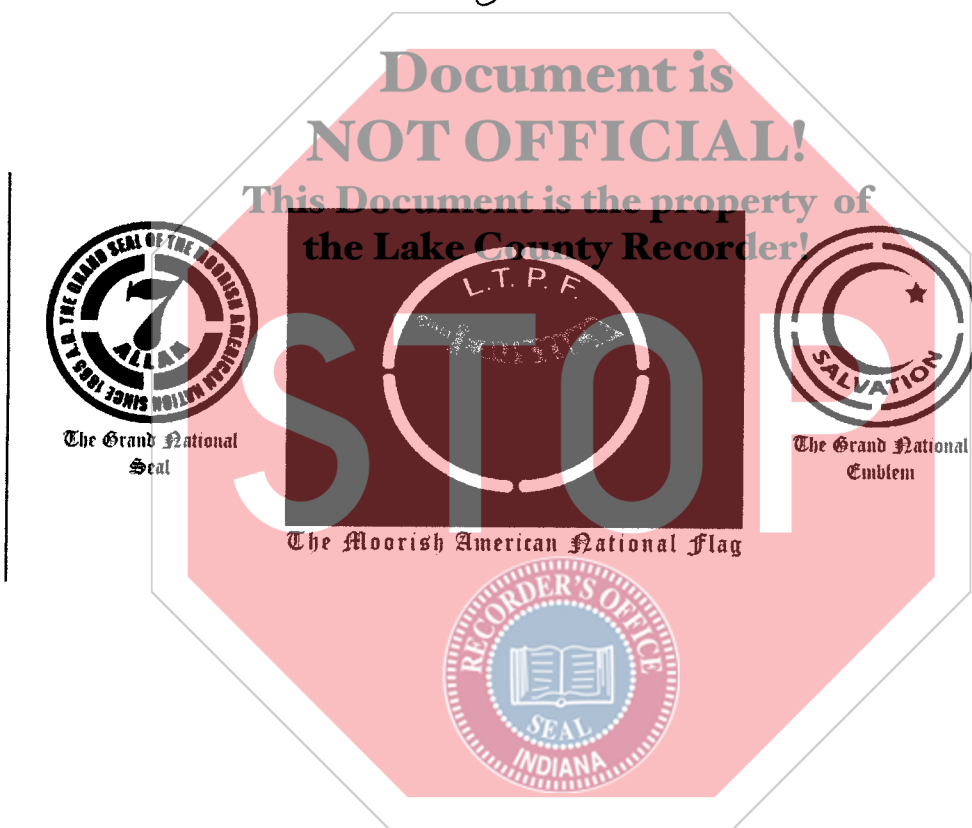 Document is
NOT OFFICIAL!
This Document is the property of
the Lake County Recorder!
STOP
THE GRAND SEAL OF THE MOORISH AMERICAN NATION SINCE 1865 A.D.
7
ALLAH
The Grand National
Seal
L.T.P.F.
The Moorish American National Flag
SALVATION
The Grand National
Emblem
RECORDER'S OFFICE
SEAL
INDIANA